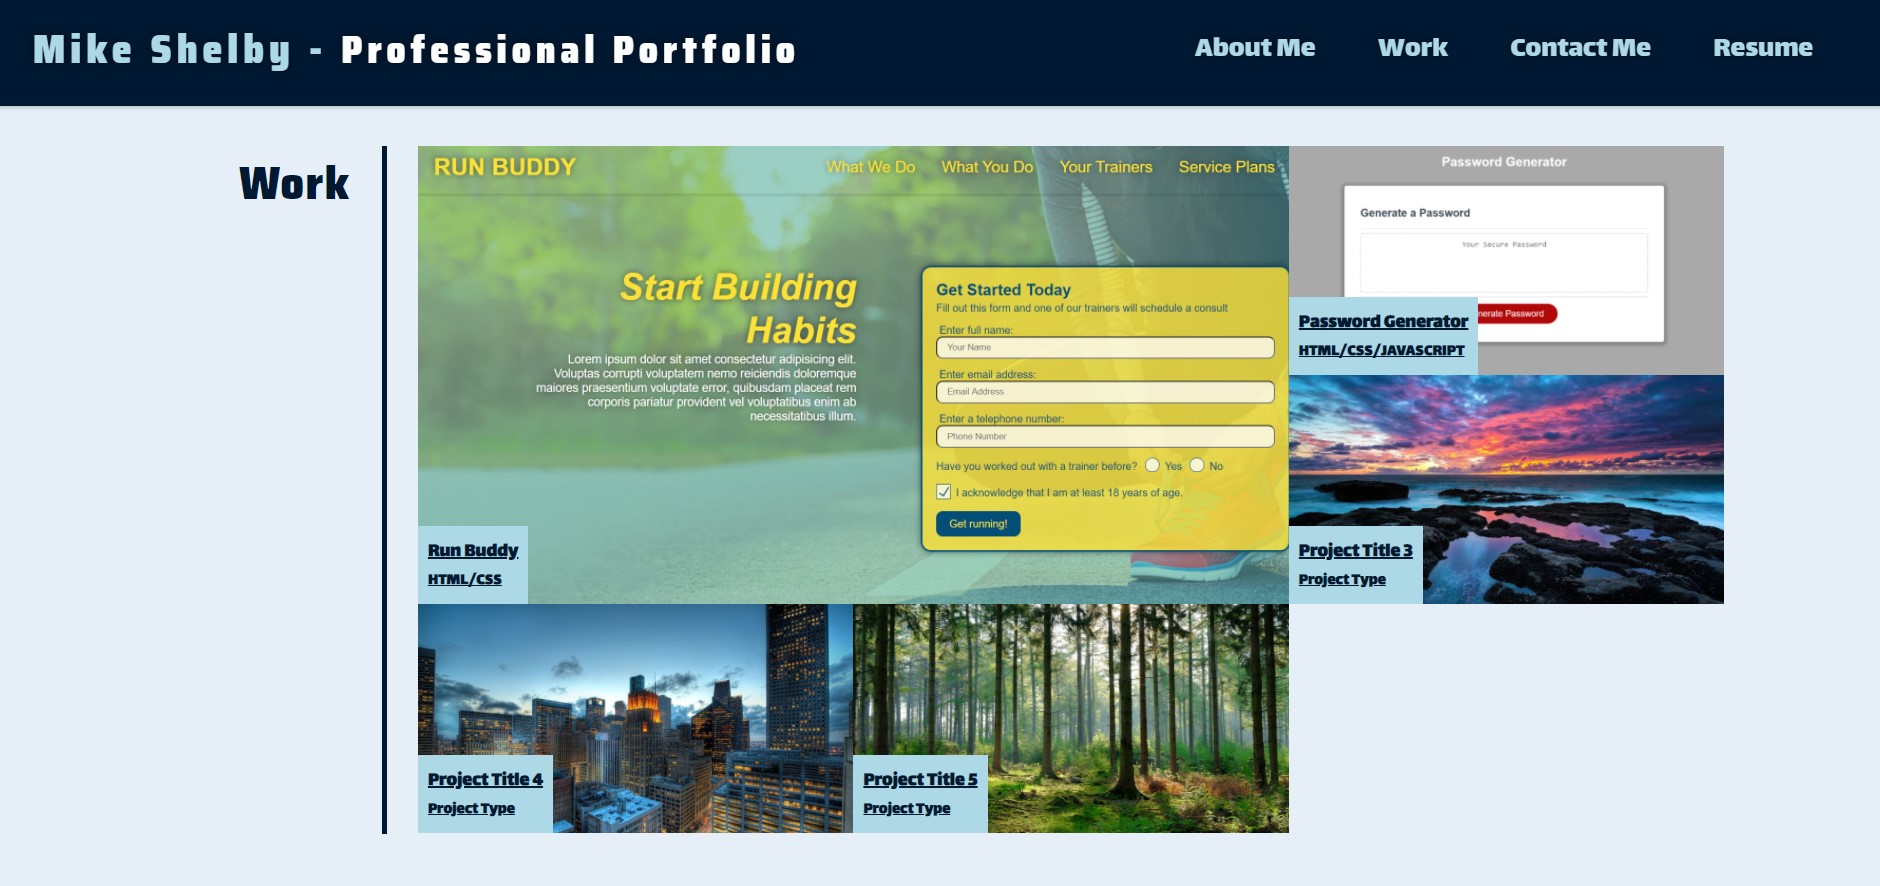 Mike Shelby - Professional Portfolio
About Me Work Contact Me Resume
Work
RUN BUDDY
What We Do What You Do Your Trainers Service Plans
Start Building
Habits
Lorem ipsum dolor sit amet consectetur adipisicing elit.
Voluptas corrupti voluptatem nemo reiciendis doloremque
maiores praesentium voluptate error, quibusdam placeat rem
corporis pariatur provident vel voluptatibus enim ab
necessitatibus illum.
Get Started Today
Fill out this form and one of our trainers will schedule a consult
Enter full name:
Your Name
Enter email address:
Email Address
Enter a telephone number:
Phone Number
Have you worked out with a trainer before? Yes No
I acknowledge that I am at least 18 years of age.
Get running!
Run Buddy
HTML/CSS
Password Generator
Generate a Password
Your Secure Password
nerate Password
Password Generator
HTML/CSS/JAVASCRIPT
Project Title 3
Project Type
Project Title 4
Project Type
Project Title 5
Project Type